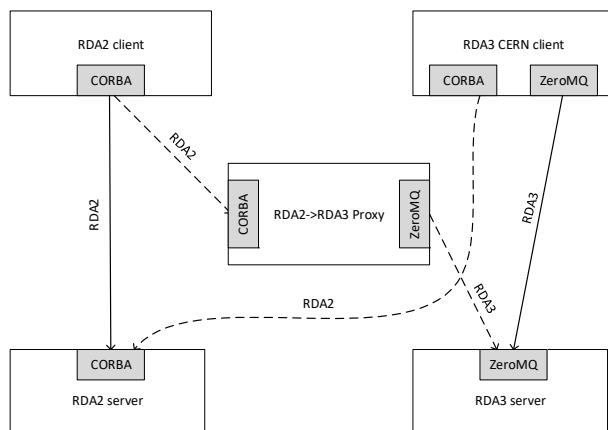 RDA2 client
RDA3 CERN client
CORBA
CORBA
ZeroMQ
RDA2
RDA2
RDA3
CORBA
RDA2->RDA3 Proxy
ZeroMQ
RDA2
RDA3
CORBA
ZeroMQ
RDA2 server
RDA3 server